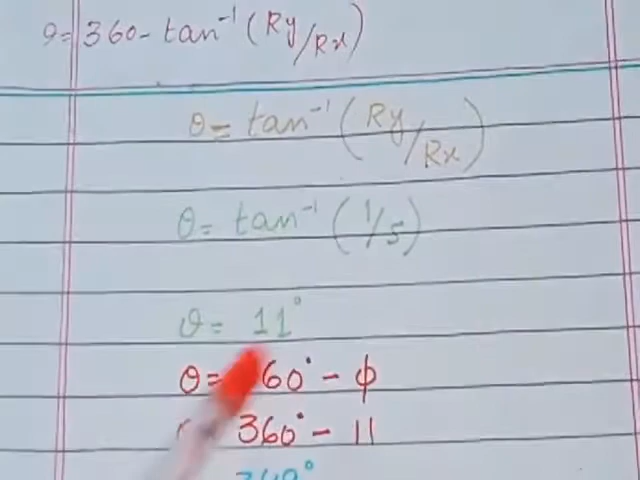 θ= 360- tan⁻¹ (Ry/Rx)
θ= tan⁻¹ (Ry/Rx)
θ= tan⁻¹ (1/5)
θ= 11°
θ= 60° - ϕ
360° - 11